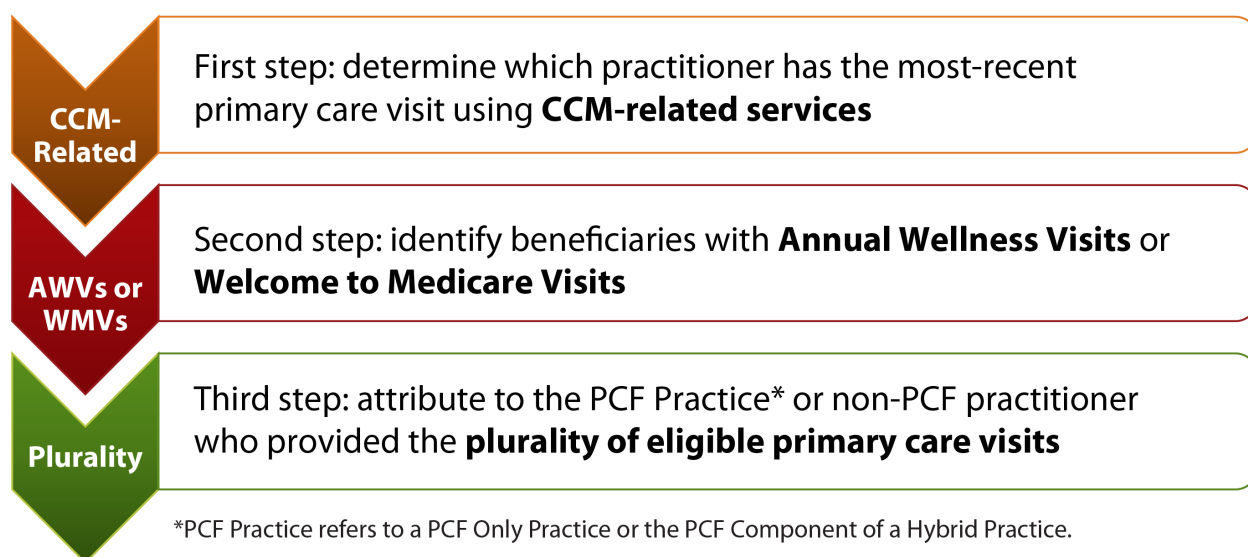 CCM-
Related
First step: determine which practitioner has the most-recent
primary care visit using CCM-related services
AWVs or
WMVs
Second step: identify beneficiaries with Annual Wellness Visits or
Welcome to Medicare Visits
Plurality
Third step: attribute to the PCF Practice* or non-PCF practitioner
who provided the plurality of eligible primary care visits
*PCF Practice refers to a PCF Only Practice or the PCF Component of a Hybrid Practice.